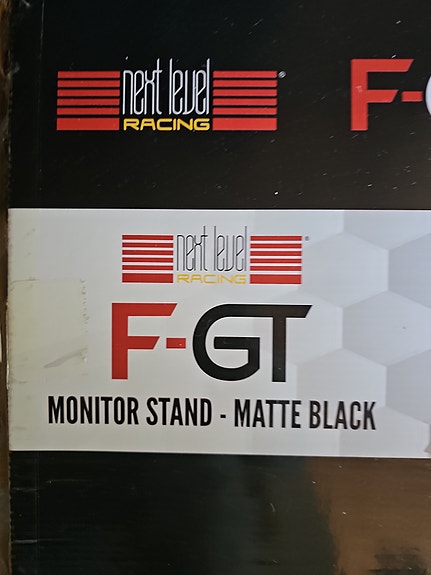 next level
RACING
F-
next level
RACING
F-GT
MONITOR STAND - MATTE BLACK